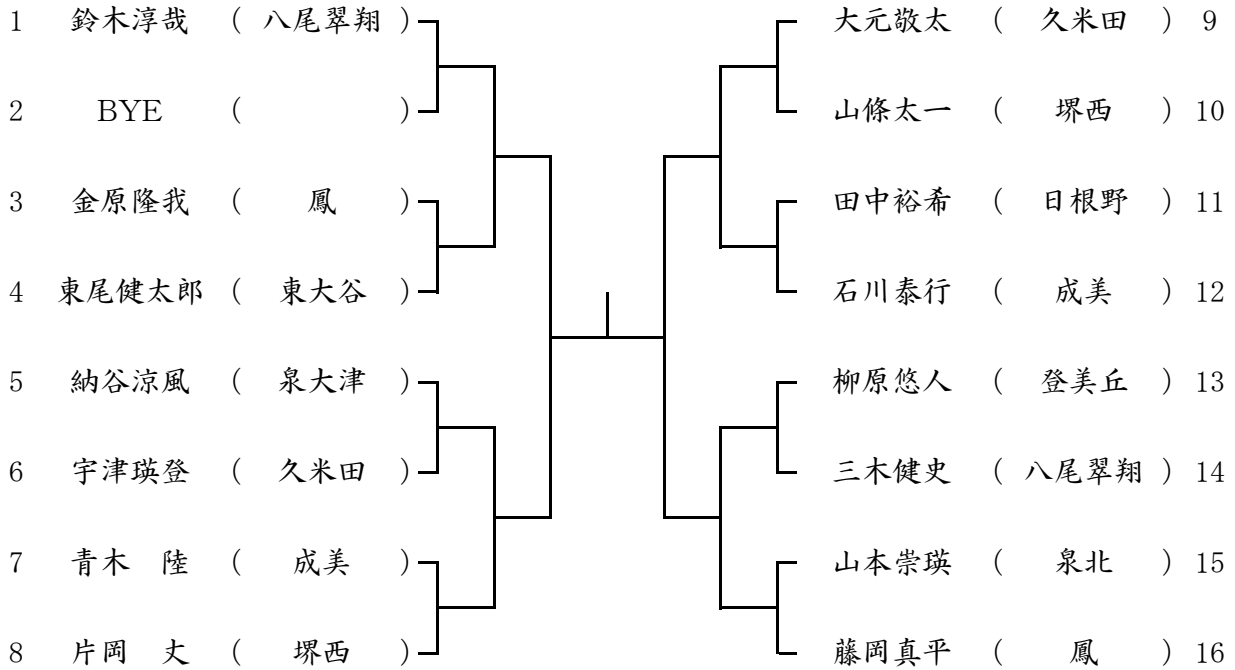 1 鈴木淳哉 ( 八尾翠翔 )
2 BYE ( )
3 金原隆我 ( 鳳 )
4 東尾健太郎 ( 東大谷 )
5 納谷涼風 ( 泉大津 )
6 宇津瑛登 ( 久米田 )
7 青木 陸 ( 成美 )
8 片岡 丈 ( 堺西 )
大元敬太 ( 久米田 ) 9
山條太一 ( 堺西 ) 10
田中裕希 ( 日根野 ) 11
石川泰行 ( 成美 ) 12
柳原悠人 ( 登美丘 ) 13
三木健史 ( 八尾翠翔 ) 14
山本崇瑛 ( 泉北 ) 15
藤岡真平 ( 鳳 ) 16